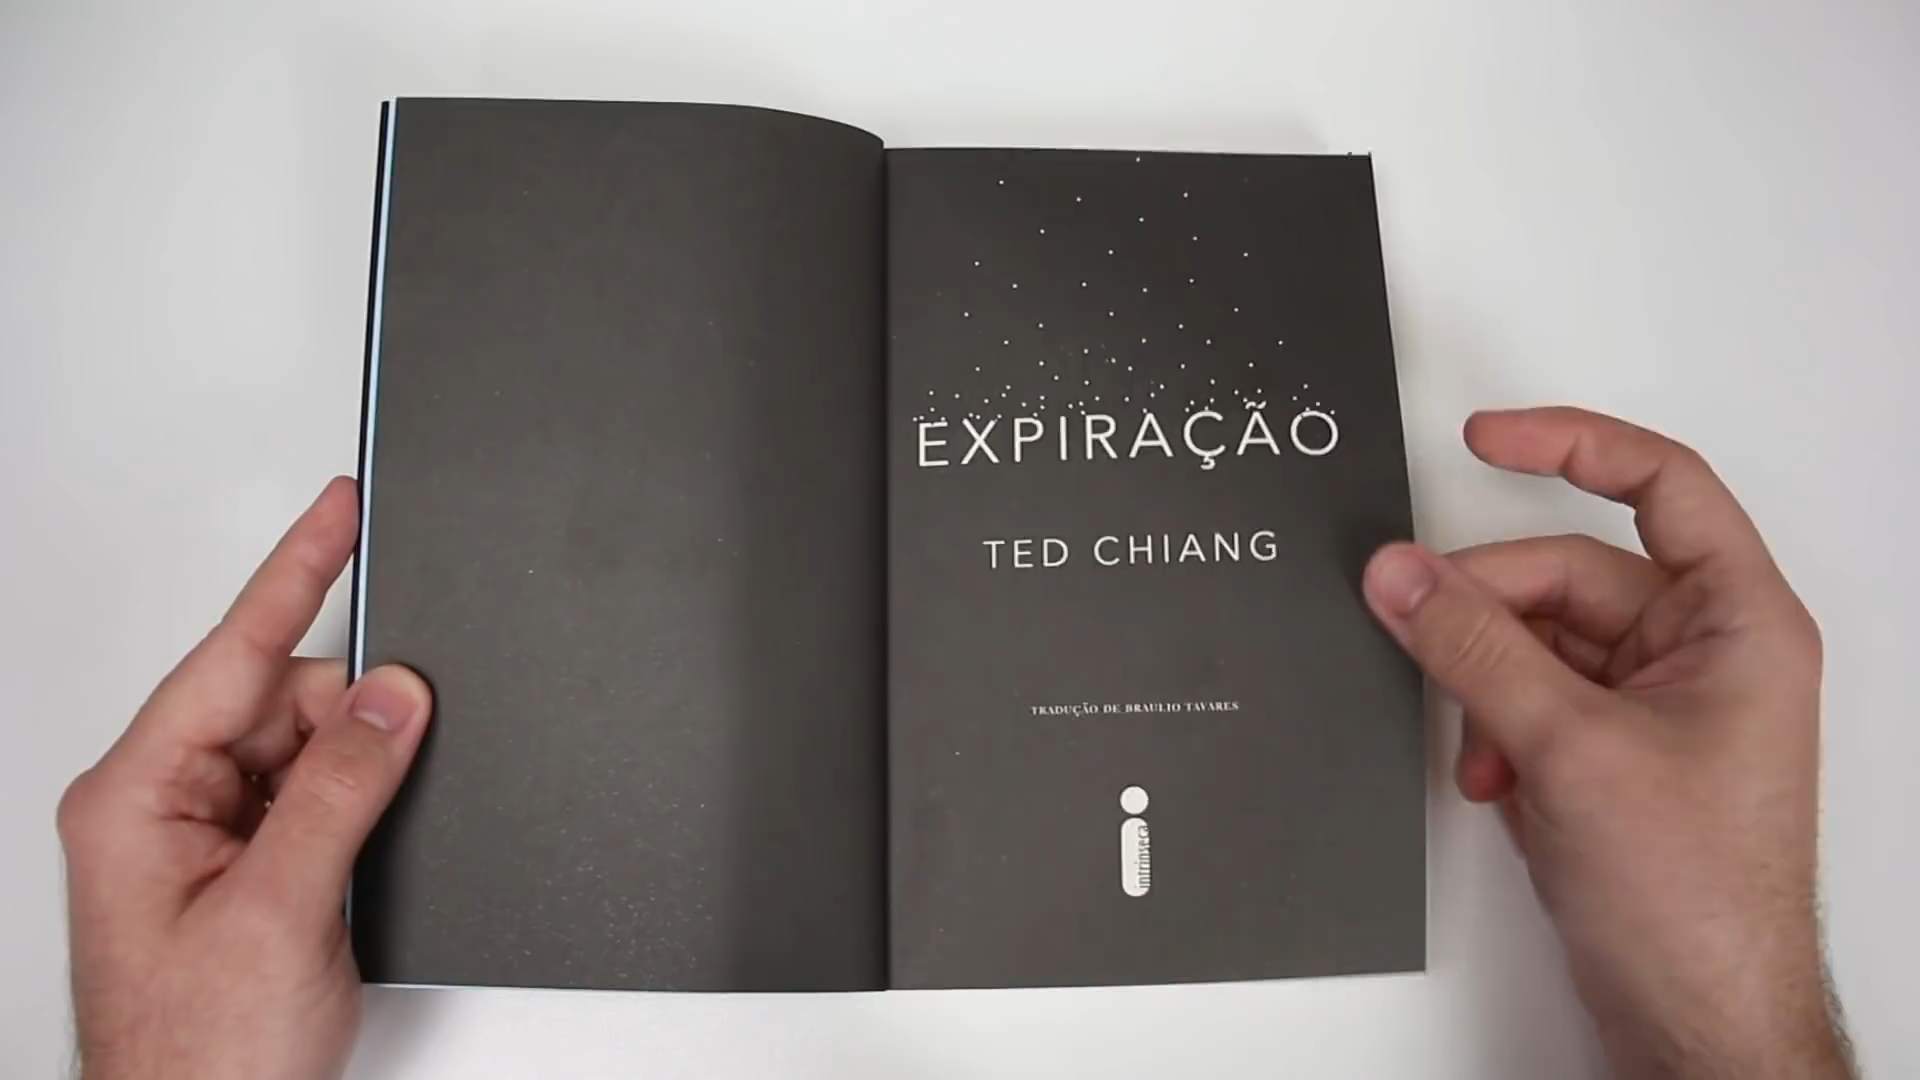 EXPIRAÇÃO
TED CHIANG
TRADUÇÃO DE BRAULIO TAVARES
intrínseca